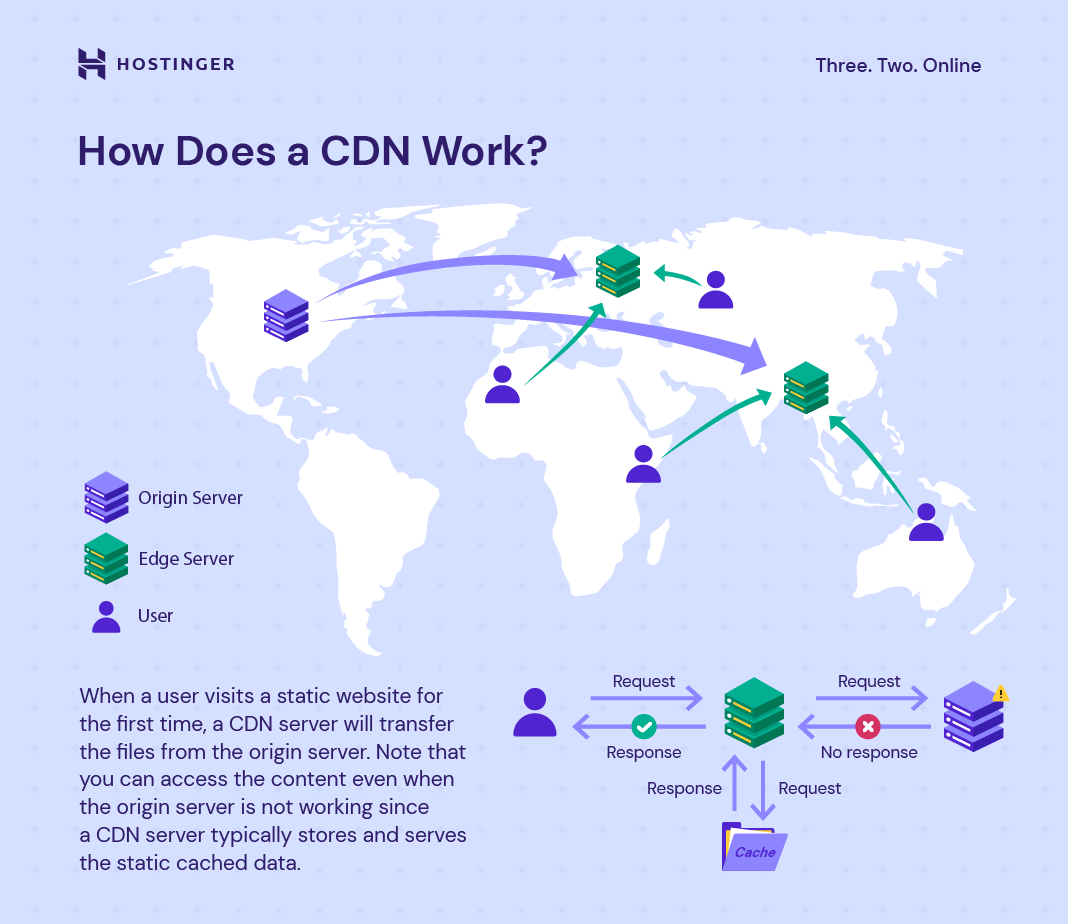 HOSTINGER
Three. Two. Online
How Does a CDN Work?
Origin Server
Edge Server
User
When a user visits a static website for
the first time, a CDN server will transfer
the files from the origin server. Note that
you can access the content even when
the origin server is not working since
a CDN server typically stores and serves
the static cached data.
Request
Request
Response
No response
Response
Request
Cache